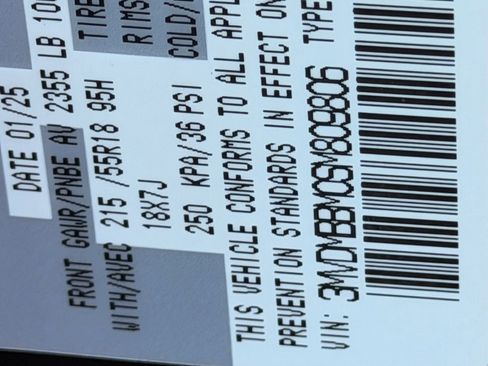 DATE 01/25
FRONT GAWR/PNBE AV 2355 LB
WITH/AVEC 215 /55R18 95H TIRE
18X7J RIMS
250 KPA/36 PSI COLD/
THIS VEHICLE CONFORMS TO ALL APPL
PREVENTION STANDARDS IN EFFECT ON
VIN: 3MVDMBBM0SM809806 TYPE